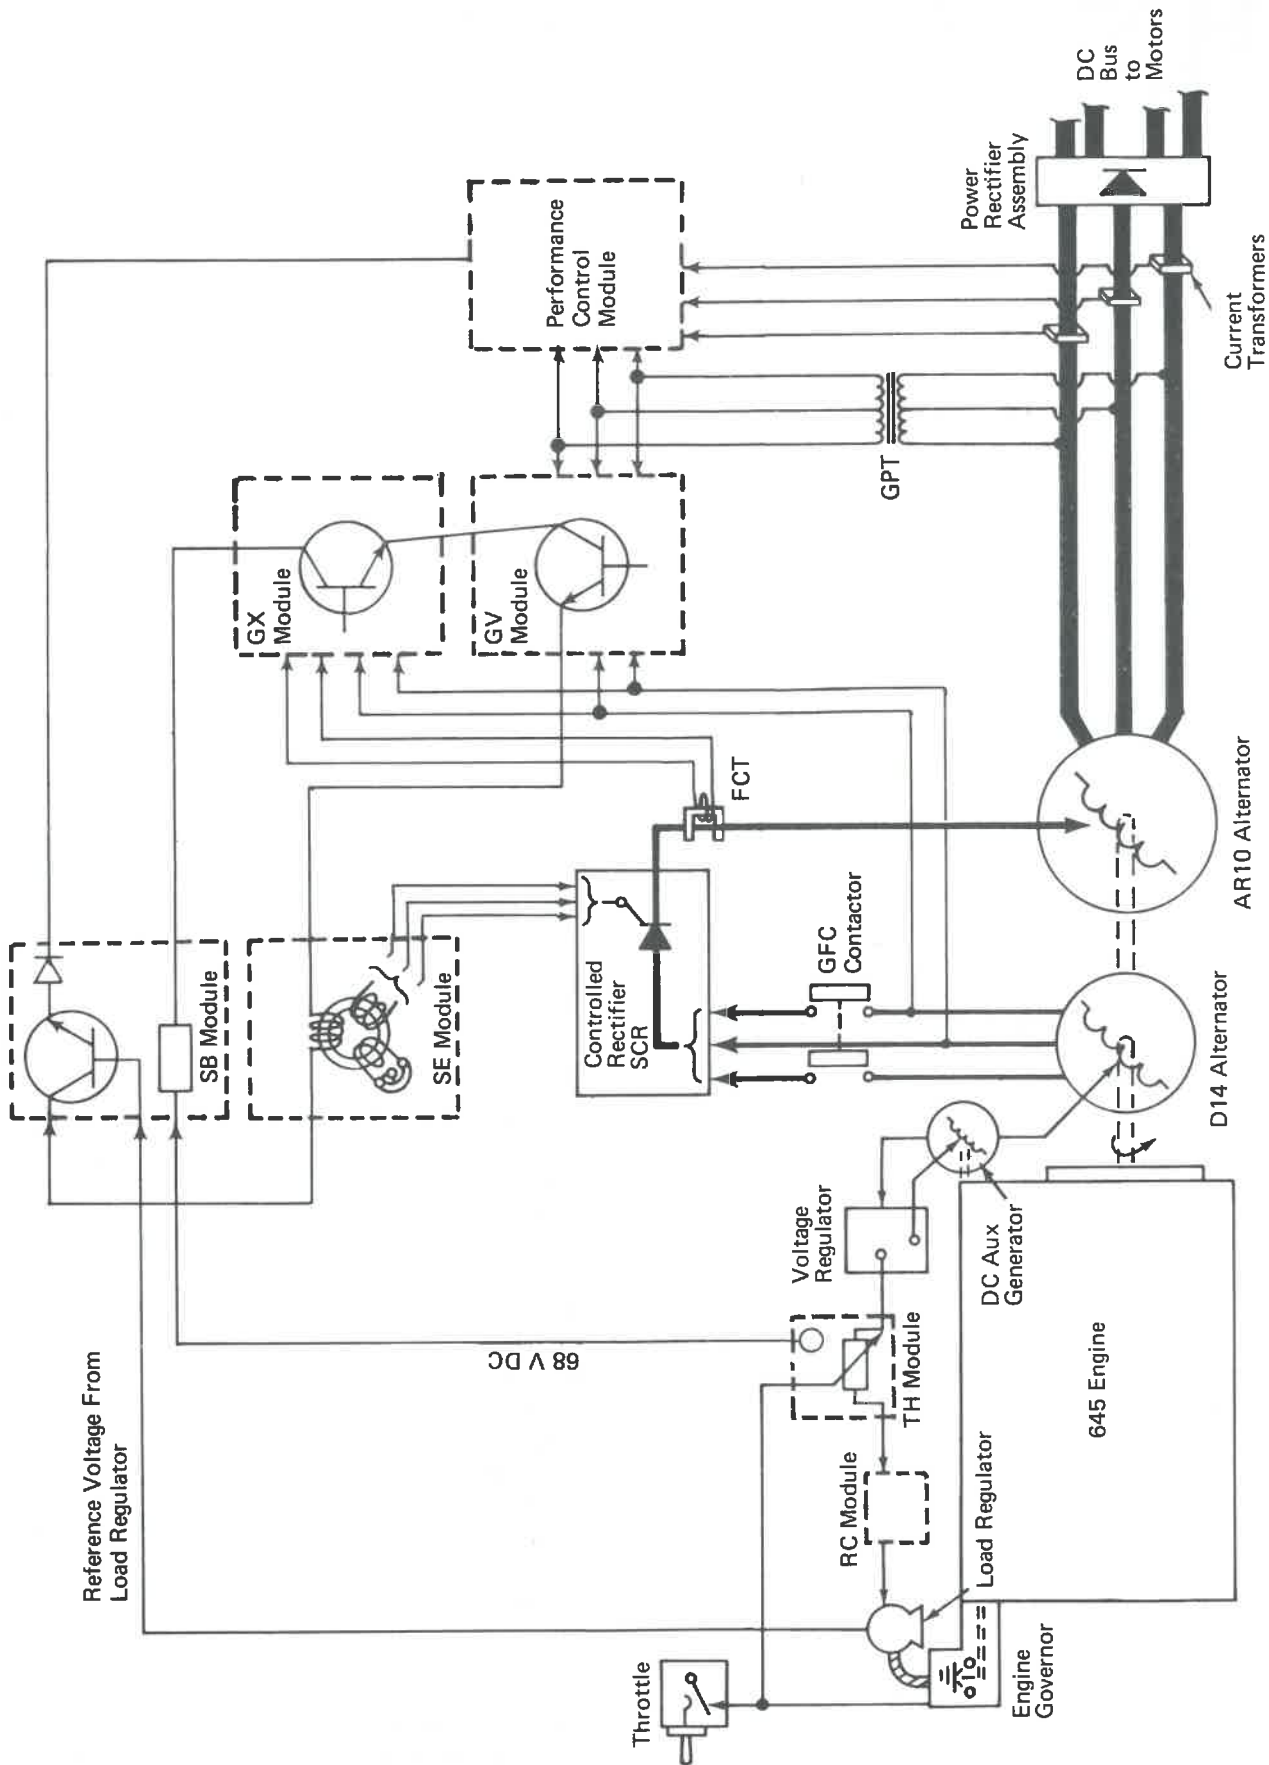 Reference Voltage From
Load Regulator
68 V DC
SB Module
SE Module
GX
Module
GV
Module
Performance
Control
Module
Throttle
RC Module
TH Module
Voltage
Regulator
Controlled
Rectifier
SCR
GFC
Contactor
FCT
GPT
Power
Rectifier
Assembly
DC
Bus
to
Motors
Current
Transformers
Engine
Governor
Load Regulator
645 Engine
DC Aux
Generator
D14 Alternator
AR10 Alternator